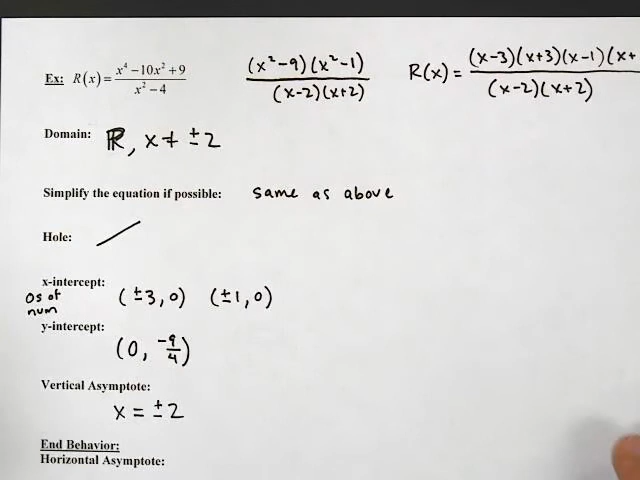 Ex: R(x) = x⁴ − 10x² + 9 / x² − 4
(x²−9)(x²−1) / (x−2)(x+2)
R(x) = (x−3)(x+3)(x−1)(x+ / (x−2)(x+2)
Domain: ℝ, x ≠ ±2
Simplify the equation if possible: same as above
Hole:
x-intercept: (±3, 0) (±1, 0)
0s of
num
y-intercept: (0, −9/4)
Vertical Asymptote:
x = ±2
End Behavior:
Horizontal Asymptote: